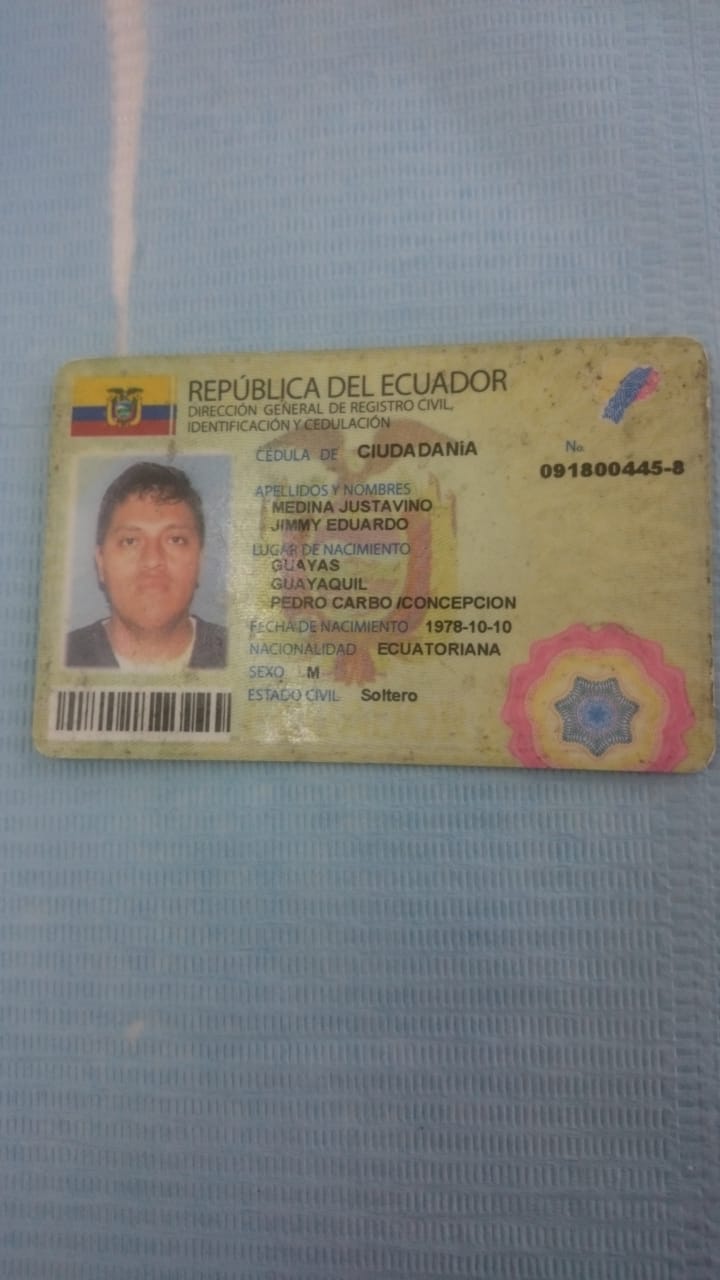 REPÚBLICA DEL ECUADOR
DIRECCIÓN GENERAL DE REGISTRO CIVIL,
IDENTIFICACIÓN Y CEDULACIÓN
CÉDULA DE CIUDADANíA
No.
091800445-8
APELLIDOS Y NOMBRES
MEDINA JUSTAVINO
JIMMY EDUARDO
LUGAR DE NACIMIENTO
GUAYAS
GUAYAQUIL
PEDRO CARBO /CONCEPCION
FECHA DE NACIMIENTO 1978-10-10
NACIONALIDAD ECUATORIANA
SEXO M
ESTADO CIVIL Soltero